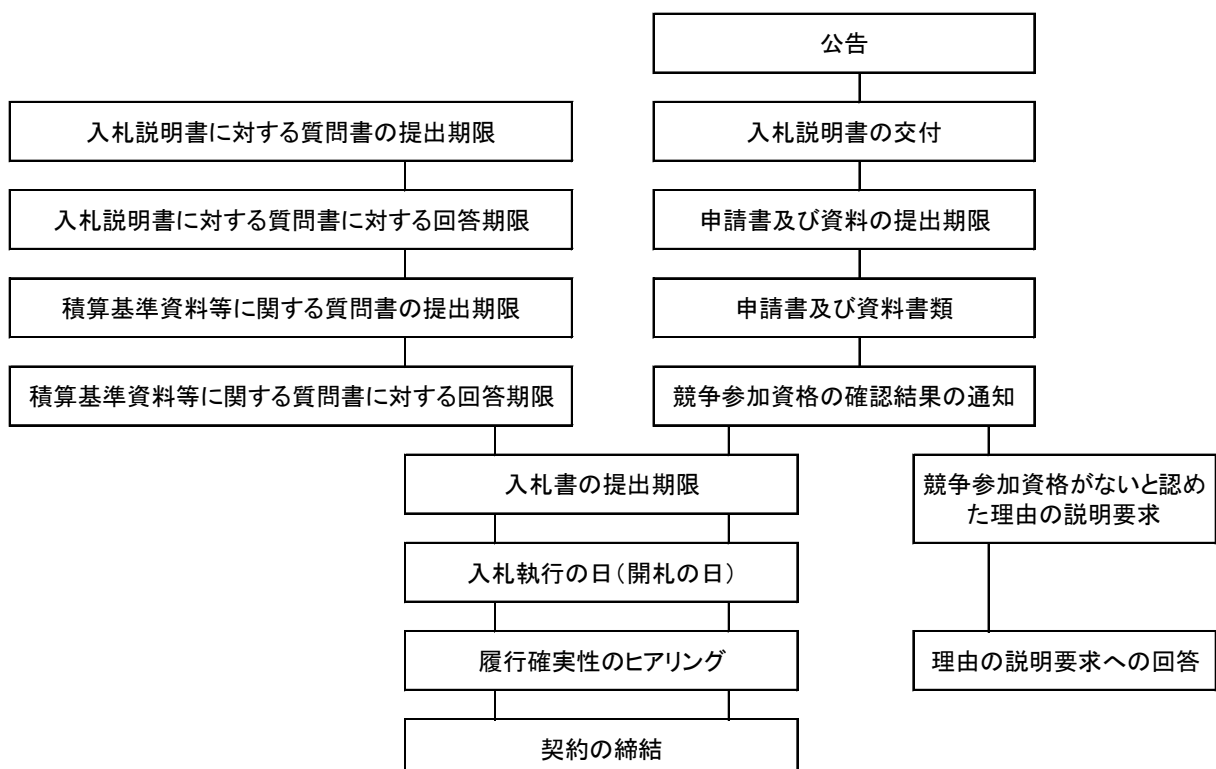 公告
入札説明書に対する質問書の提出期限
入札説明書の交付
入札説明書に対する質問書に対する回答期限
申請書及び資料の提出期限
積算基準資料等に関する質問書の提出期限
申請書及び資料書類
積算基準資料等に関する質問書に対する回答期限
競争参加資格の確認結果の通知
入札書の提出期限
競争参加資格がないと認め
た理由の説明要求
入札執行の日（開札の日）
履行確実性のヒアリング
理由の説明要求への回答
契約の締結